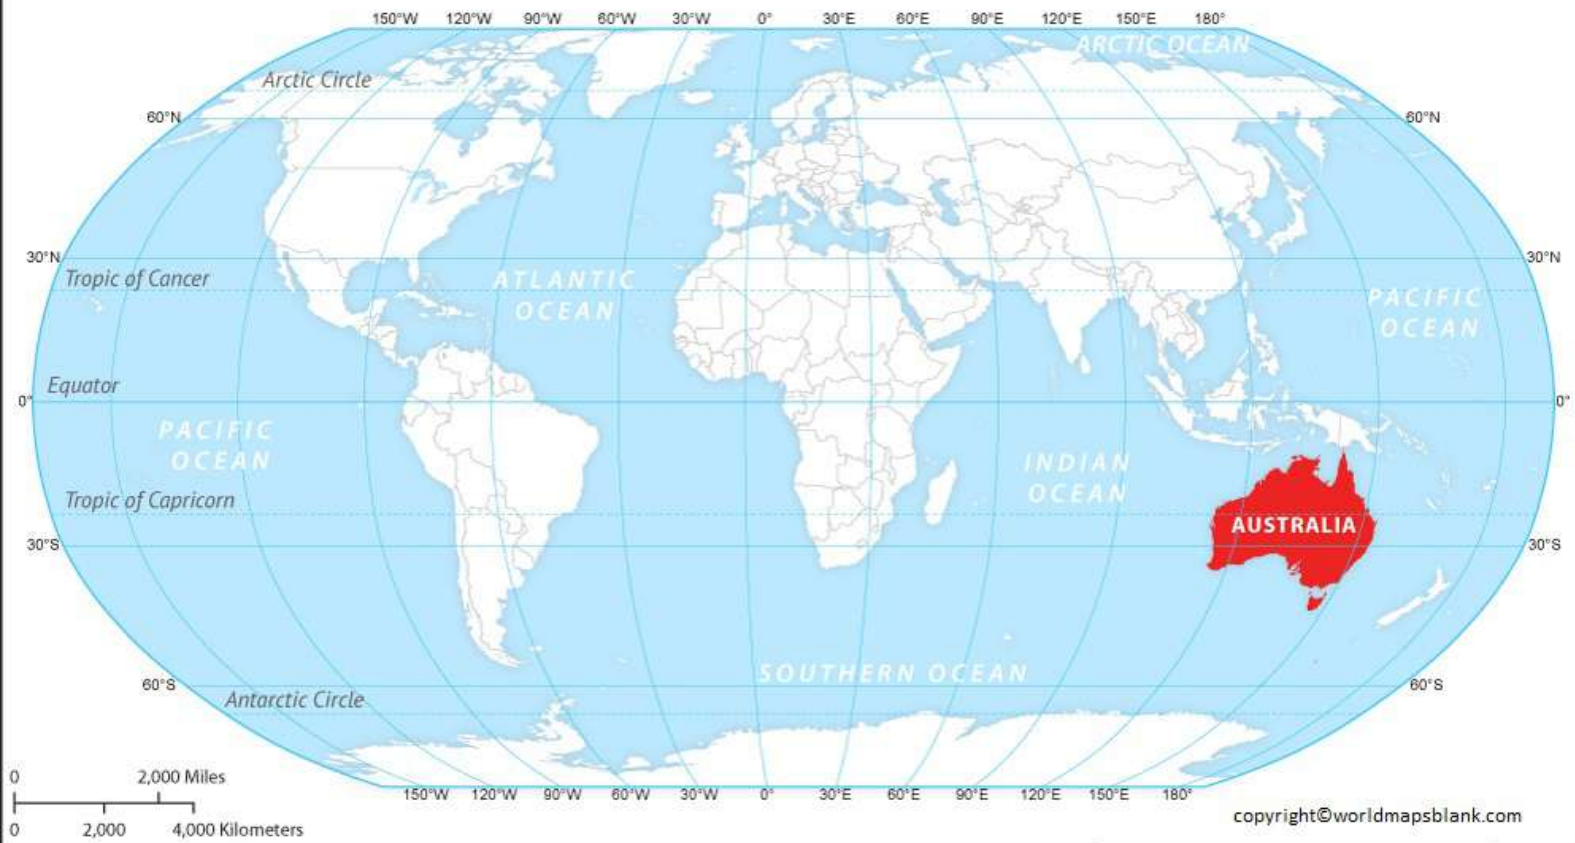 150°W 120°W 90°W 60°W 30°W 0° 30°E 60°E 90°E 120°E 150°E 180°
ARCTIC OCEAN
Arctic Circle
60°N 60°N
30°N 30°N
Tropic of Cancer
ATLANTIC
OCEAN
PACIFIC
OCEAN
Equator
0° 0°
PACIFIC
OCEAN
INDIAN
OCEAN
Tropic of Capricorn
AUSTRALIA
30°S 30°S
SOUTHERN OCEAN
60°S 60°S
Antarctic Circle
0 2,000 Miles
0 2,000 4,000 Kilometers
150°W 120°W 90°W 60°W 30°W 0° 30°E 60°E 90°E 120°E 150°E 180°
copyright©worldmapsblank.com